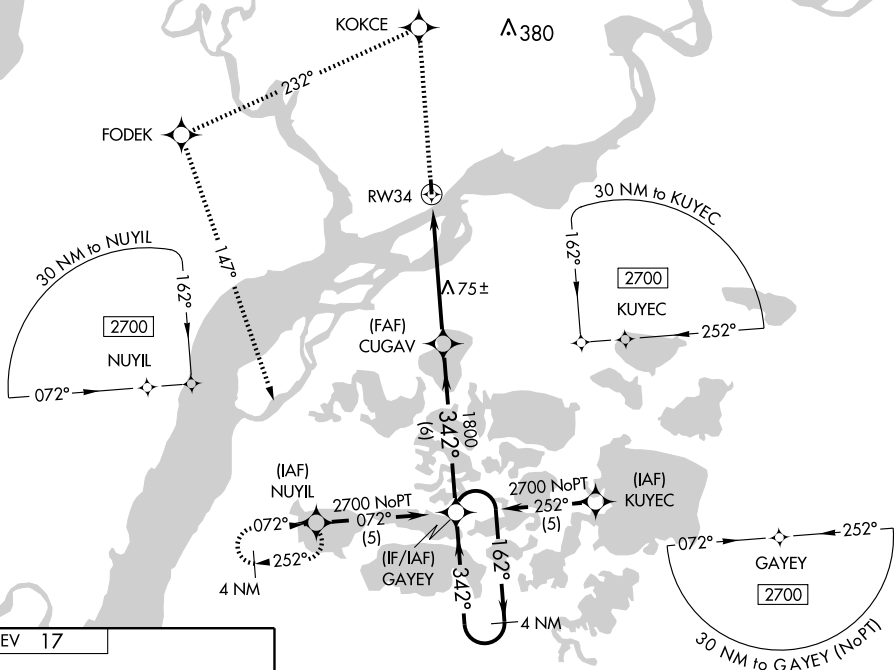 KOKCE
380
232°
FODEK
RW34
30 NM to NUYIL
162°
2700
NUYIL
072°
147°
30 NM to KUYEC
162°
2700
KUYEC
252°
75±
(FAF)
CUGAV
1800
342°
(6)
(IAF)
NUYIL
2700 NoPT
072°
(5)
072°
252°
4 NM
(IF/IAF)
GAYEY
2700 NoPT
252°
(5)
(IAF)
KUYEC
342°
162°
4 NM
072°
252°
GAYEY
2700
30 NM to GAYEY (NoPT)
EV 17